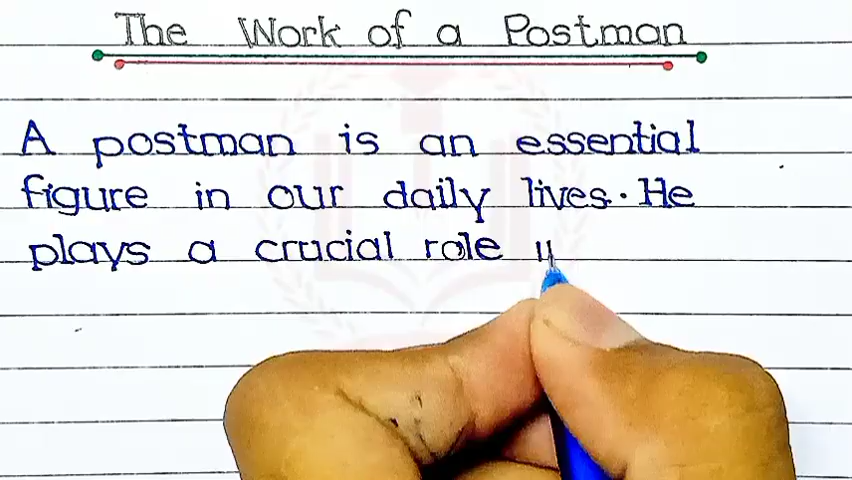 The Work of a Postman
A postman is an essential
figure in our daily lives. He
plays a crucial role